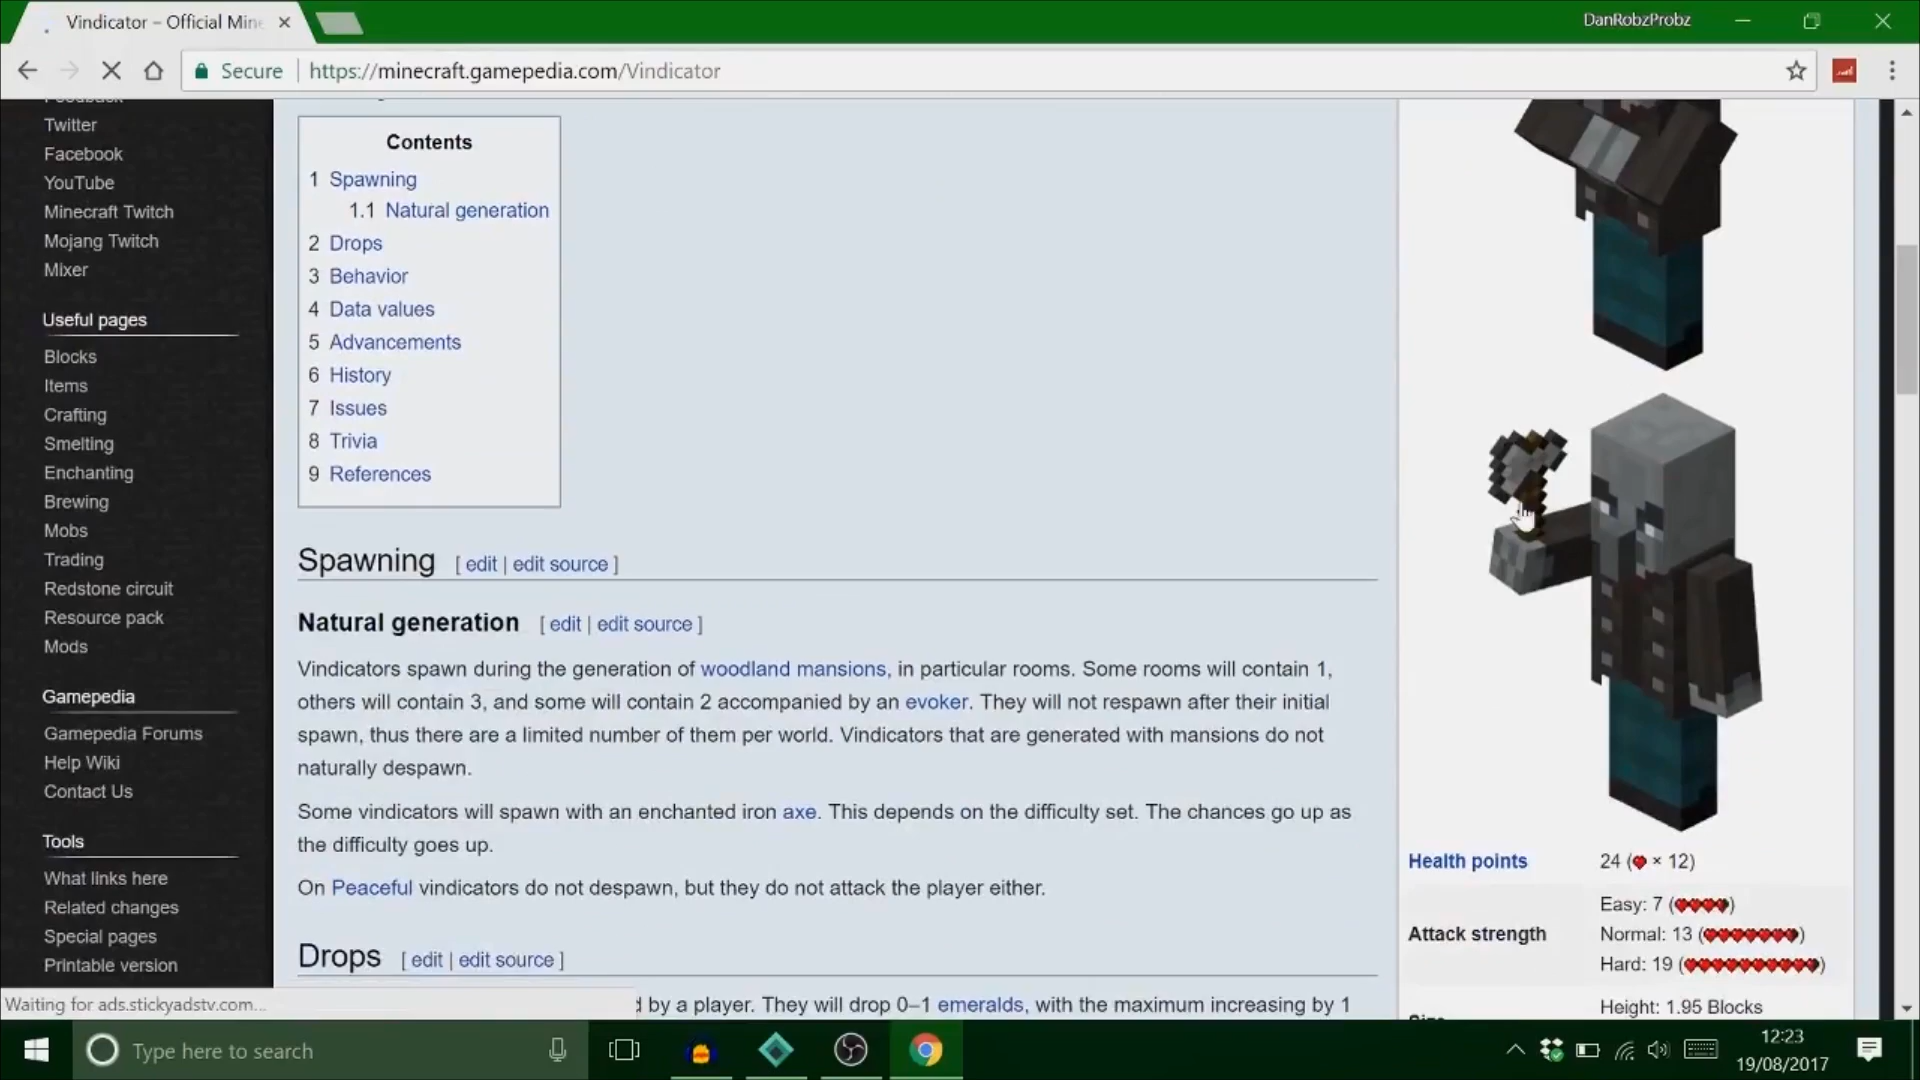 Vindicator – Official Mine
DanRobzProbz
Secure
https://minecraft.gamepedia.com/Vindicator
Feedback
Twitter
Facebook
YouTube
Minecraft Twitch
Mojang Twitch
Mixer
Useful pages
Blocks
Items
Crafting
Smelting
Enchanting
Brewing
Mobs
Trading
Redstone circuit
Resource pack
Mods
Gamepedia
Gamepedia Forums
Help Wiki
Contact Us
Tools
What links here
Related changes
Special pages
Printable version
Contents
1 Spawning
1.1 Natural generation
2 Drops
3 Behavior
4 Data values
5 Advancements
6 History
7 Issues
8 Trivia
9 References
Spawning [ edit | edit source ]
Natural generation [ edit | edit source ]
Vindicators spawn during the generation of woodland mansions, in particular rooms. Some rooms will contain 1,
others will contain 3, and some will contain 2 accompanied by an evoker. They will not respawn after their initial
spawn, thus there are a limited number of them per world. Vindicators that are generated with mansions do not
naturally despawn.
Some vindicators will spawn with an enchanted iron axe. This depends on the difficulty set. The chances go up as
the difficulty goes up.
On Peaceful vindicators do not despawn, but they do not attack the player either.
Drops [ edit | edit source ]
d by a player. They will drop 0–1 emeralds, with the maximum increasing by 1
Health points 24 ( × 12)
Attack strength
Easy: 7 ( )
Normal: 13 ( )
Hard: 19 ( )
Size
Height: 1.95 Blocks
Waiting for ads.stickyadstv.com...
Type here to search
12:23
19/08/2017